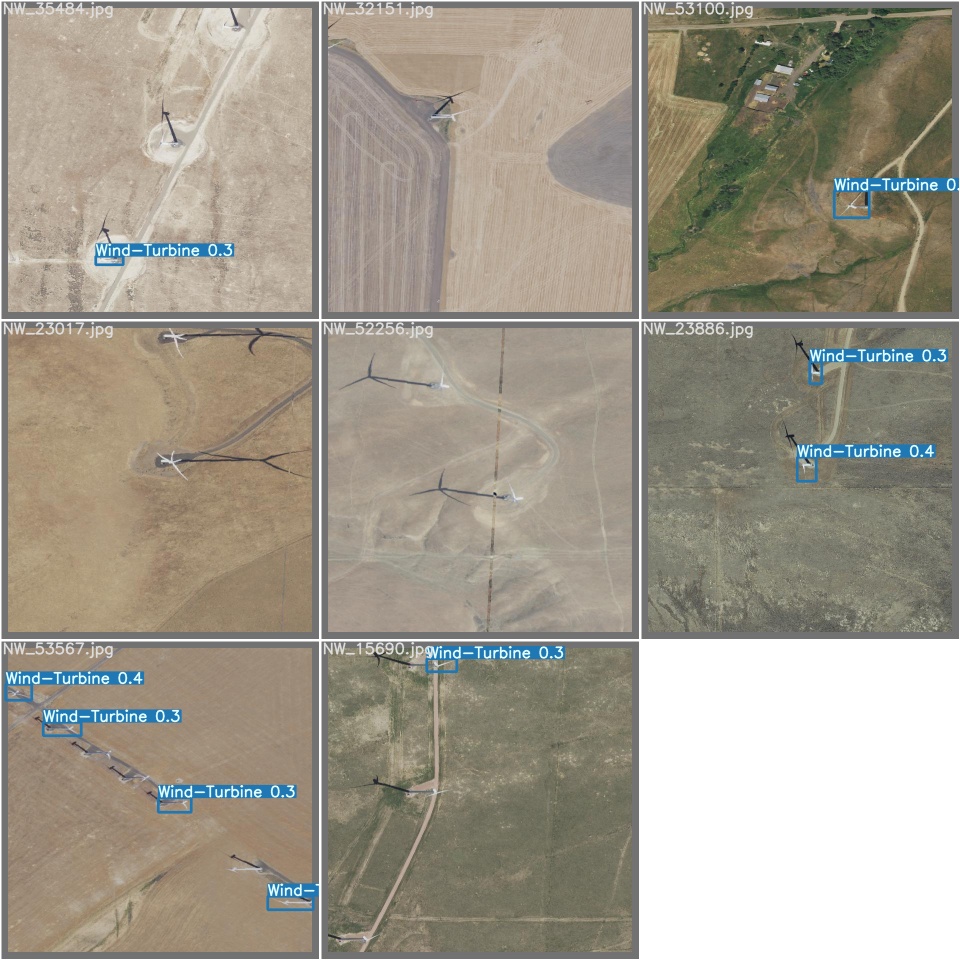 NW_35484.jpg
NW_32151.jpg
NW_53100.jpg
Wind-Turbine 0.
Wind-Turbine 0.3
NW_23017.jpg
NW_52256.jpg
NW_23886.jpg
Wind-Turbine 0.3
Wind-Turbine 0.4
NW_53567.jpg
NW_15690.jpg
Wind-Turbine 0.3
Wind-Turbine 0.4
Wind-Turbine 0.3
Wind-Turbine 0.3
Wind-